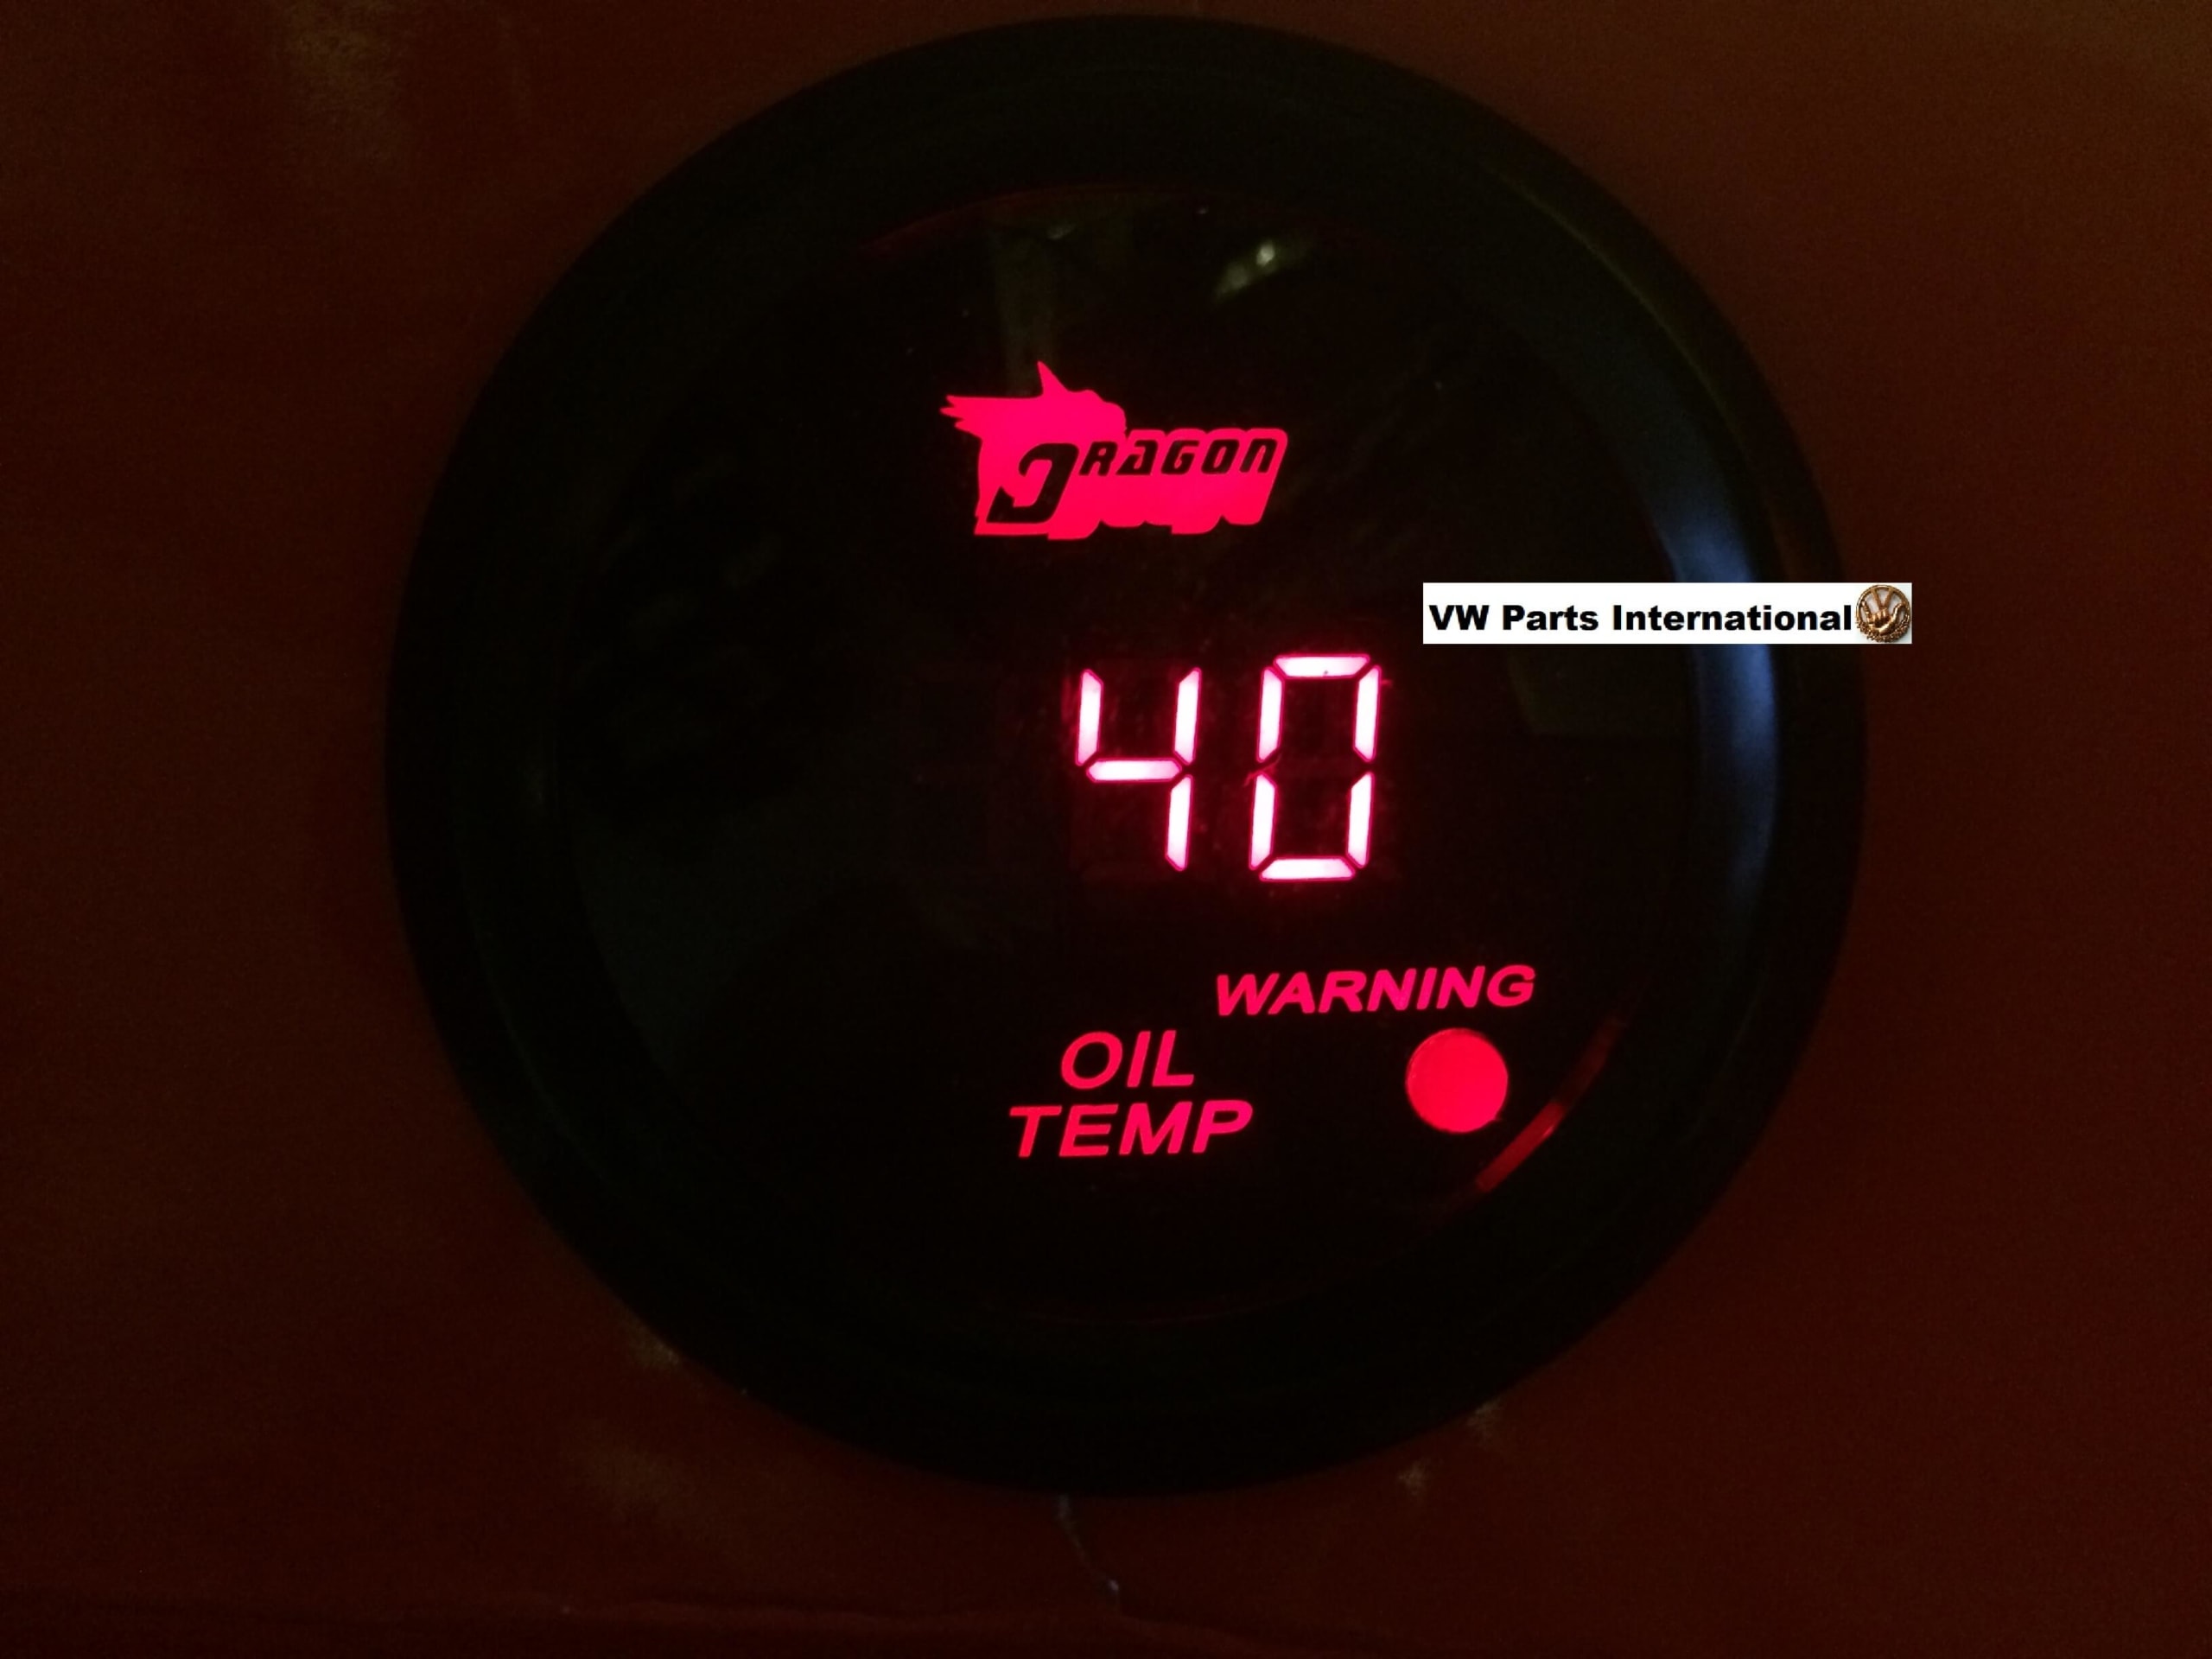 DRAGON
VW Parts International
40
WARNING
OIL
TEMP